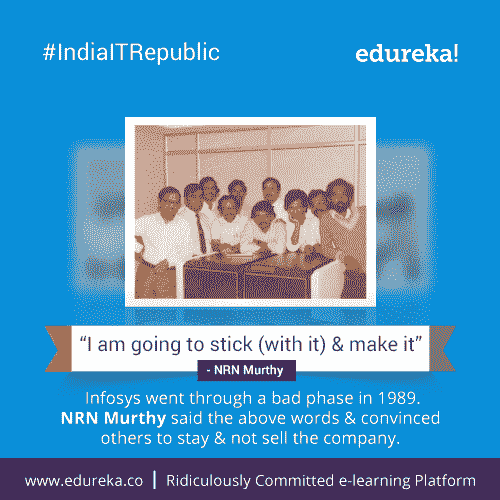 #IndiaITRepublic
edureka!
“I am going to stick (with it) & make it”
- NRN Murthy
Infosys went through a bad phase in 1989.
NRN Murthy said the above words & convinced
others to stay & not sell the company.
www.edureka.co | Ridiculously Committed e-learning Platform